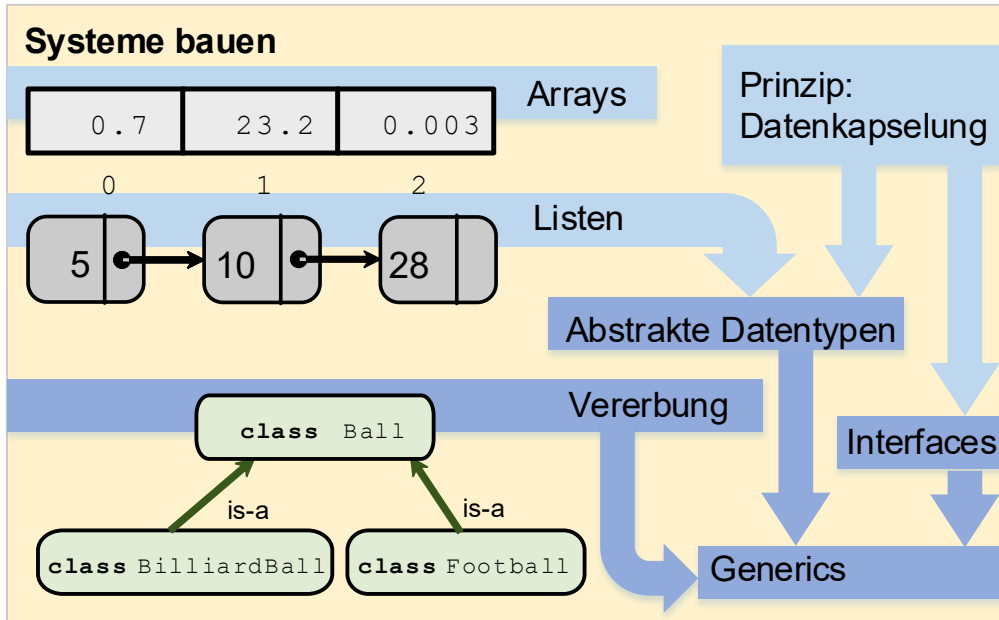 Systeme bauen
Arrays
0.7 23.2 0.003
0 1 2
Prinzip:
Datenkapselung
Listen
5 10 28
Abstrakte Datentypen
Vererbung
class Ball
Interfaces
is-a is-a
class BilliardBall class Football
Generics